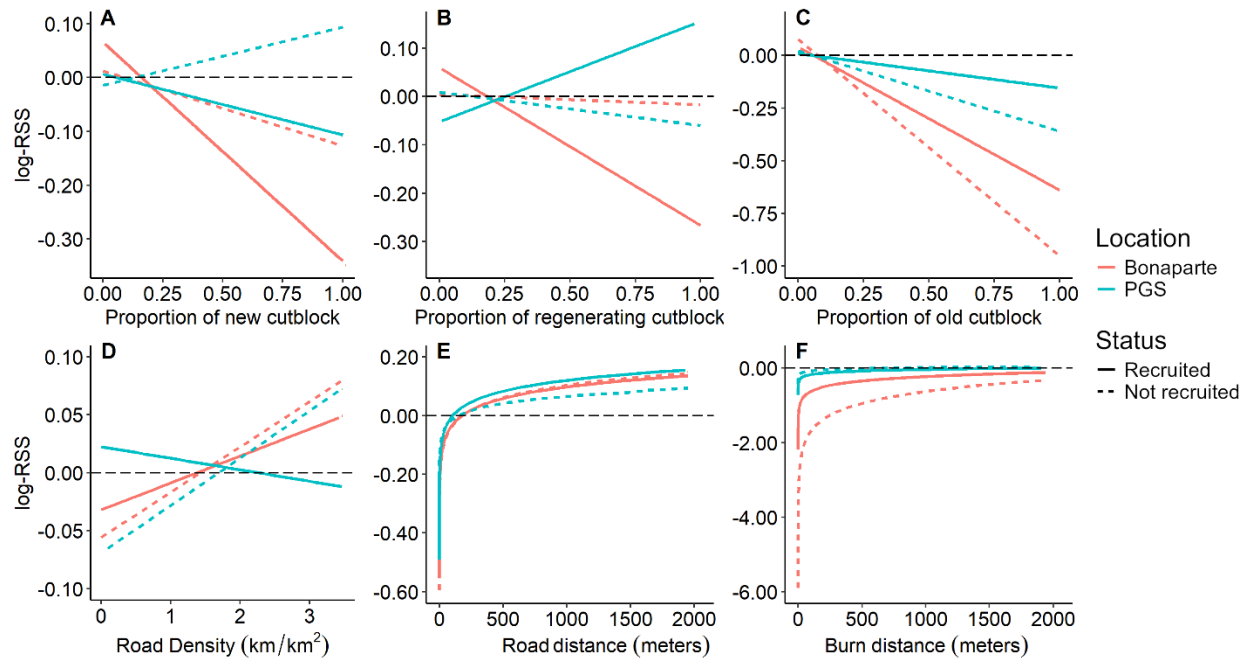 A
B
C
log-RSS
0.10
0.00
-0.10
-0.20
-0.30
0.00
0.25
0.50
0.75
1.00
Proportion of new cutblock
0.10
0.00
-0.10
-0.20
-0.30
0.00
0.25
0.50
0.75
1.00
Proportion of regenerating cutblock
0.00
-0.25
-0.50
-0.75
-1.00
0.00
0.25
0.50
0.75
1.00
Proportion of old cutblock
Location
Bonaparte
PGS
Status
Recruited
Not recruited
D
E
F
log-RSS
0.10
0.05
0.00
-0.05
-0.10
0
1
2
3
Road Density (km/km²)
0.20
0.00
-0.20
-0.40
-0.60
0
500
1000
1500
2000
Road distance (meters)
0.00
-2.00
-4.00
-6.00
0
500
1000
1500
2000
Burn distance (meters)